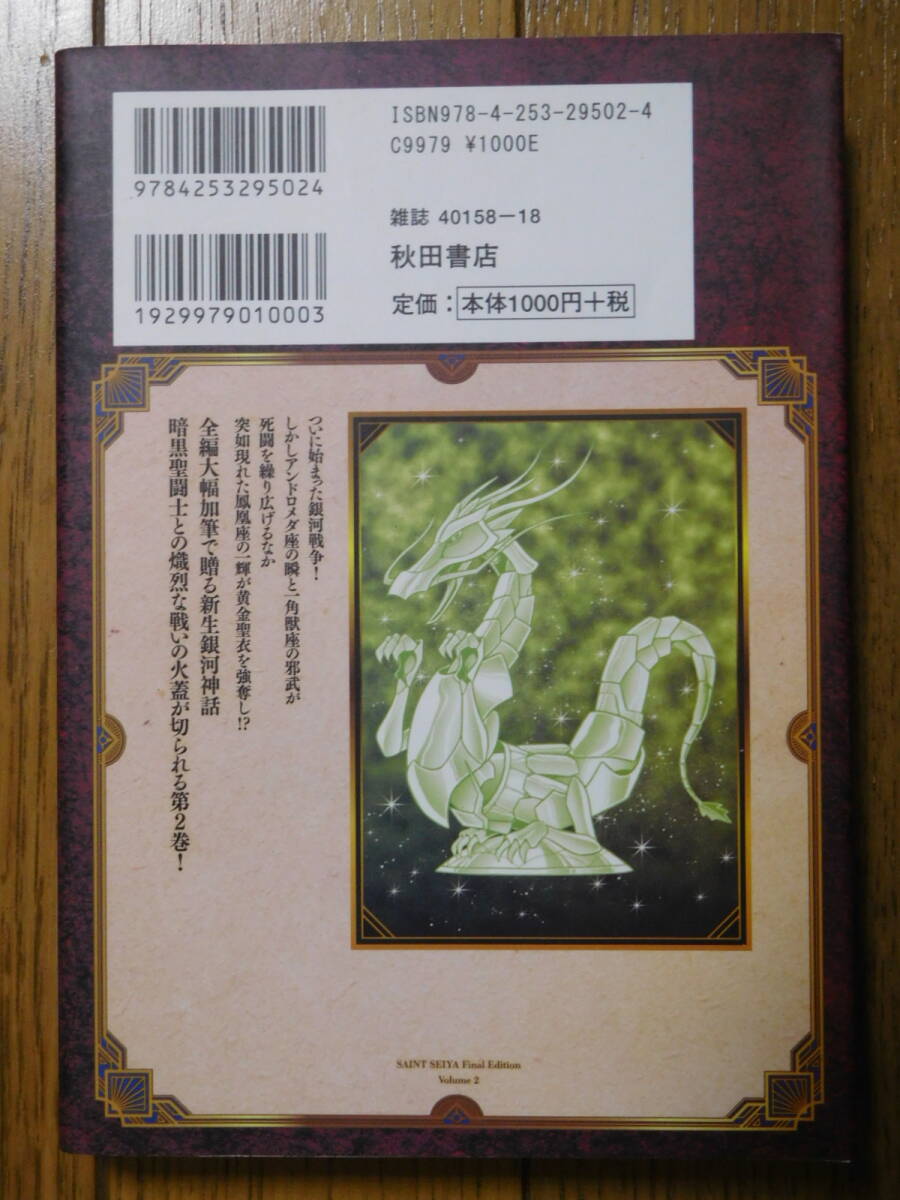 ISBN978-4-253-29502-4
C9979 ¥1000E
9784253295024
雑誌 40158-18
秋田書店
定価：本体1000円+税
1929979010003
ついに始まった銀河戦争！
しかしアンドロメダ座の瞬と一角獣座の邪武が
死闘を繰り広げるなか
突如現れた鳳凰座の一輝が黄金聖衣を強奪し!?
全編大幅加筆で贈る新生銀河神話
暗黒聖闘士との熾烈な戦いの火蓋が切られる第2巻！
SAINT SEIYA Final Edition
Volume 2